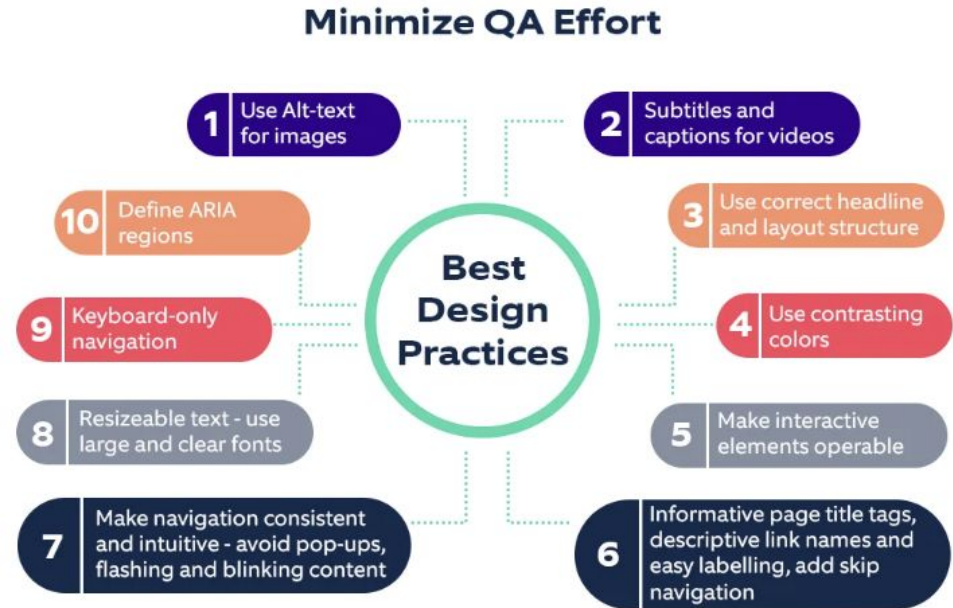 Minimize QA Effort
1
Use Alt-text
for images
2
Subtitles and
captions for videos
10
Define ARIA
regions
3
Use correct headline
and layout structure
Best
Design
Practices
9
Keyboard-only
navigation
4
Use contrasting
colors
8
Resizeable text - use
large and clear fonts
5
Make interactive
elements operable
7
Make navigation consistent
and intuitive - avoid pop-ups,
flashing and blinking content
6
Informative page title tags,
descriptive link names and
easy labelling, add skip
navigation